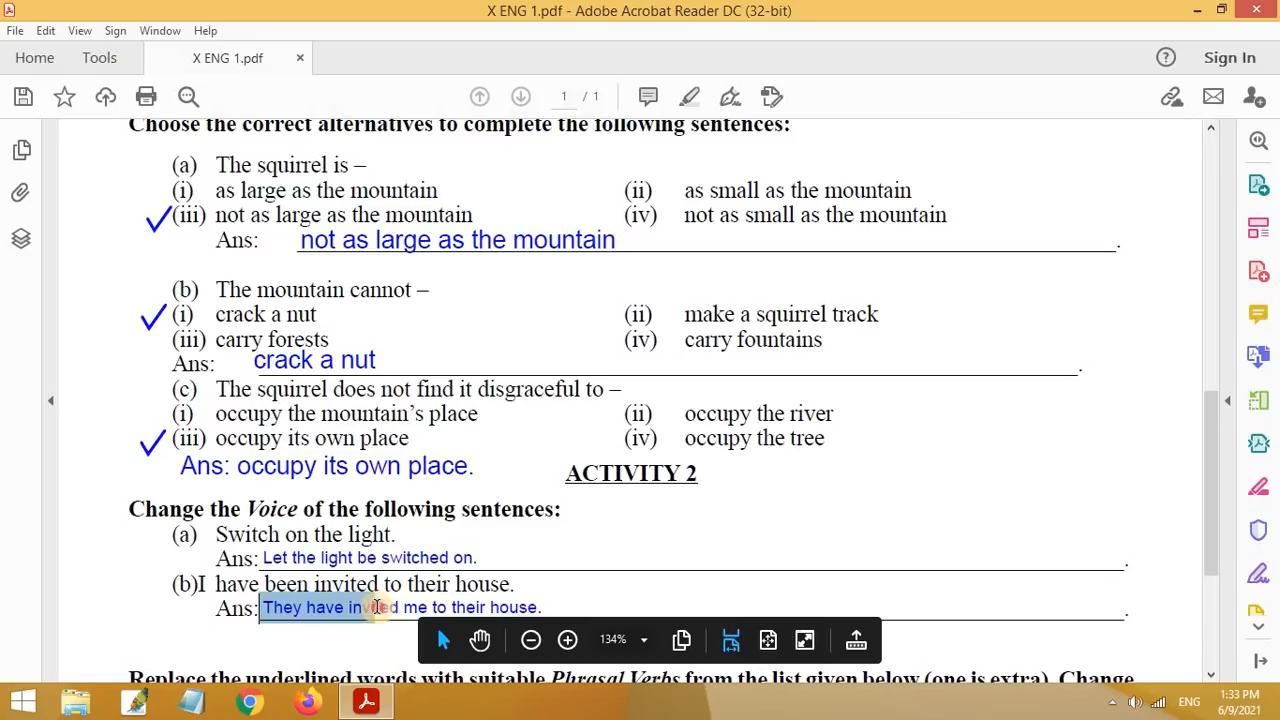 X ENG 1.pdf - Adobe Acrobat Reader DC (32-bit)
File Edit View Sign Window Help
Home Tools X ENG 1.pdf × Sign In
1 / 1
Choose the correct alternatives to complete the following sentences:
(a) The squirrel is –
(i) as large as the mountain (ii) as small as the mountain
(iii) not as large as the mountain (iv) not as small as the mountain
Ans: not as large as the mountain.
(b) The mountain cannot –
(i) crack a nut (ii) make a squirrel track
(iii) carry forests (iv) carry fountains
Ans: crack a nut.
(c) The squirrel does not find it disgraceful to –
(i) occupy the mountain’s place (ii) occupy the river
(iii) occupy its own place (iv) occupy the tree
Ans: occupy its own place.
ACTIVITY 2
Change the Voice of the following sentences:
(a) Switch on the light.
Ans: Let the light be switched on.
(b)I have been invited to their house.
Ans: They have invited me to their house.
134%
Replace the underlined words with suitable Phrasal Verbs from the list given below (one is extra). Change
ENG 1:33 PM
6/9/2021